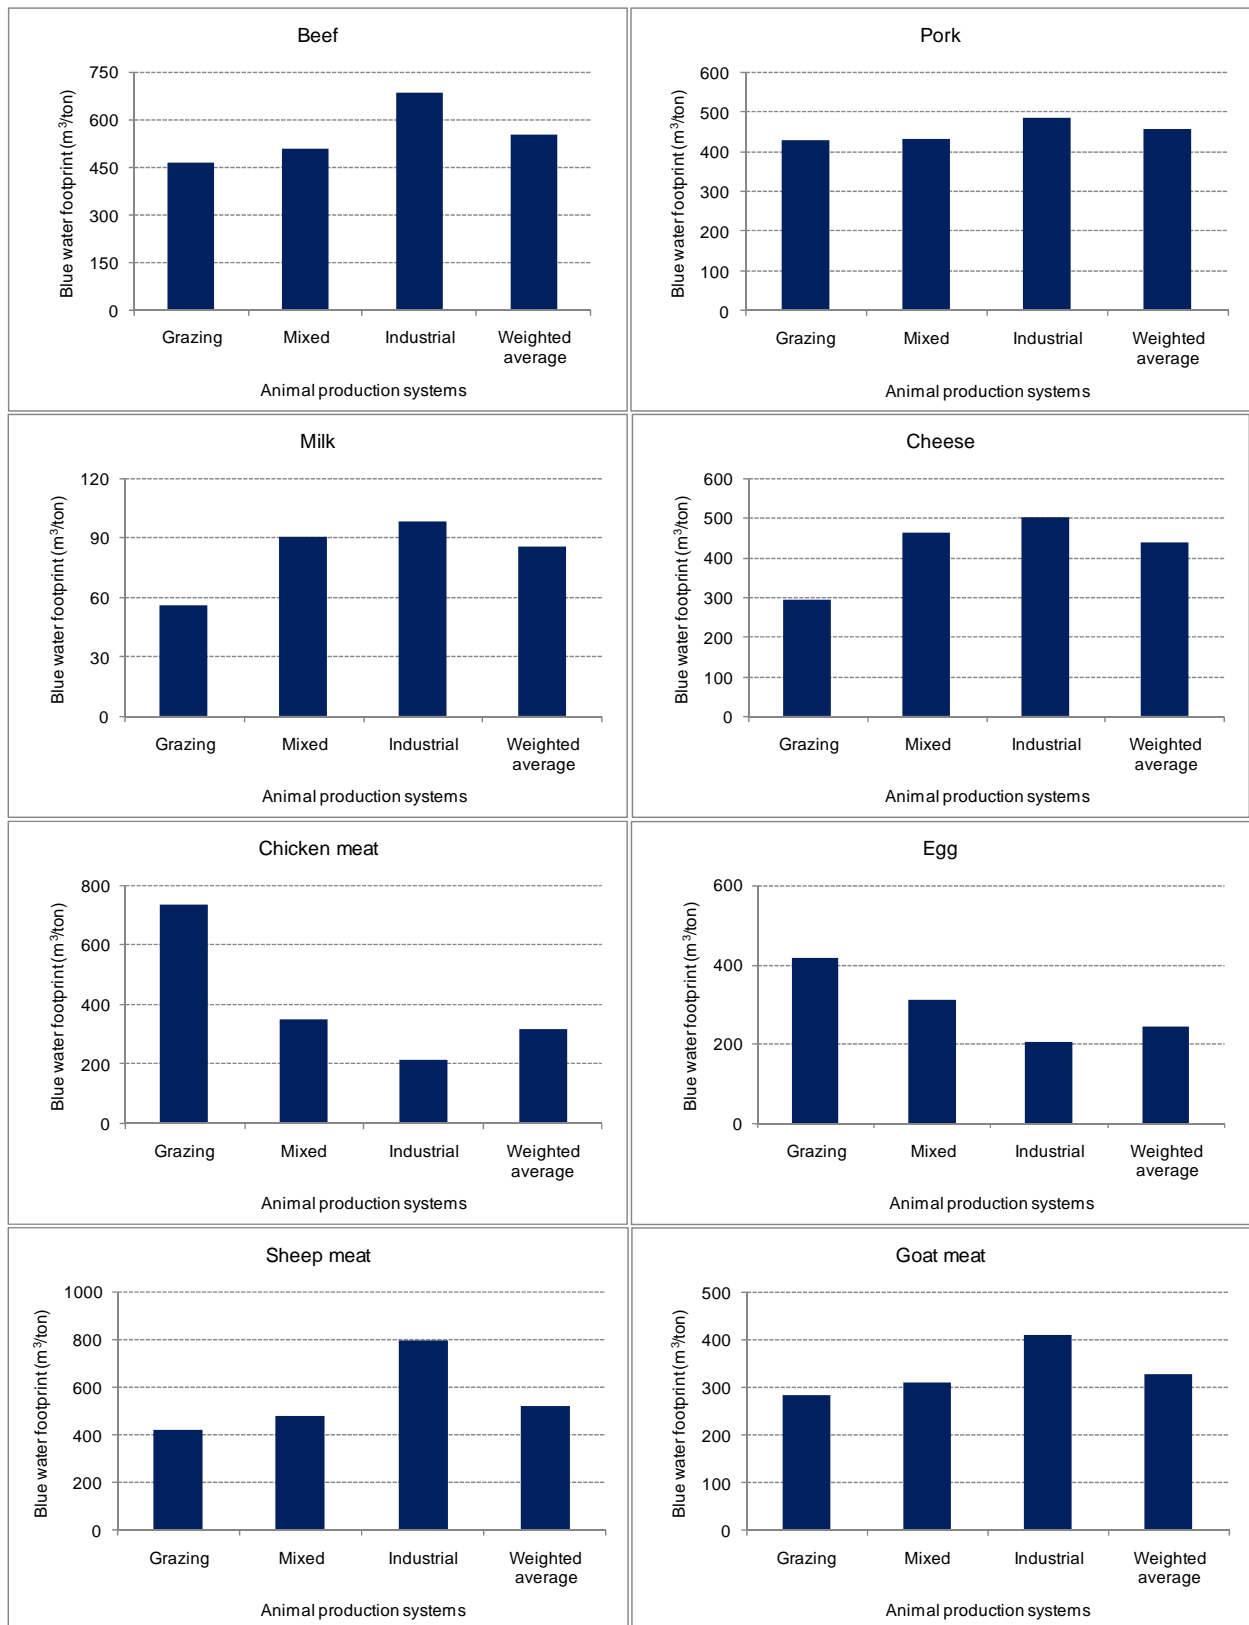 Beef
Blue water footprint (m³/ton)
750
600
450
300
150
0
Grazing Mixed Industrial Weighted
average
Animal production systems
Pork
Blue water footprint (m³/ton)
600
500
400
300
200
100
0
Grazing Mixed Industrial Weighted
average
Animal production systems
Milk
Blue water footprint (m³/ton)
120
90
60
30
0
Grazing Mixed Industrial Weighted
average
Animal production systems
Cheese
Blue water footprint (m³/ton)
600
500
400
300
200
100
0
Grazing Mixed Industrial Weighted
average
Animal production systems
Chicken meat
Blue water footprint (m³/ton)
800
600
400
200
0
Grazing Mixed Industrial Weighted
average
Animal production systems
Egg
Blue water footprint (m³/ton)
600
400
200
0
Grazing Mixed Industrial Weighted
average
Animal production systems
Sheep meat
Blue water footprint (m³/ton)
1000
800
600
400
200
0
Grazing Mixed Industrial Weighted
average
Animal production systems
Goat meat
Blue water footprint (m³/ton)
500
400
300
200
100
0
Grazing Mixed Industrial Weighted
average
Animal production systems